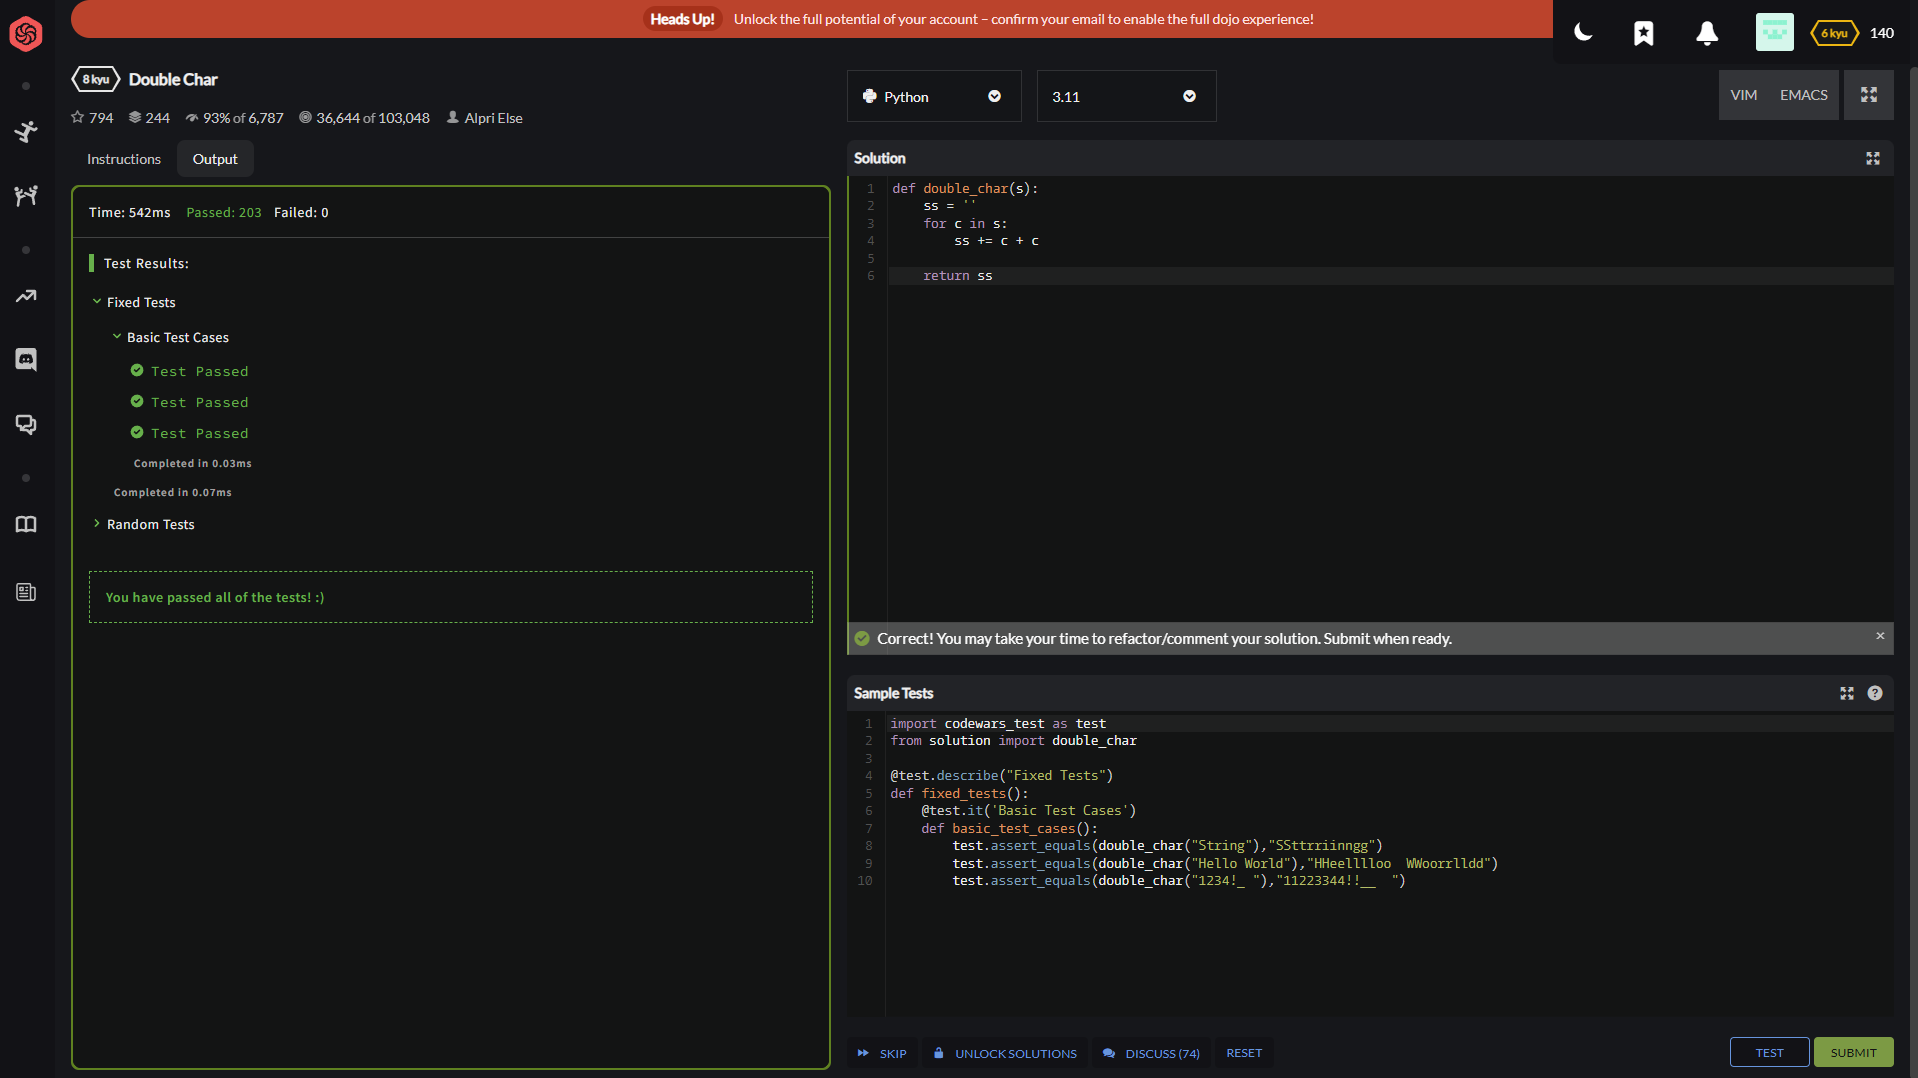 Heads Up! Unlock the full potential of your account – confirm your email to enable the full dojo experience!
6 kyu 140
8 kyu Double Char
794 244 93% of 6,787 36,644 of 103,048 Alpri Else
Instructions Output
Time: 542ms Passed: 203 Failed: 0
Test Results:
Fixed Tests
Basic Test Cases
Test Passed
Test Passed
Test Passed
Completed in 0.03ms
Completed in 0.07ms
Random Tests
You have passed all of the tests! :)
Python 3.11 VIM EMACS
Solution
1 def double_char(s):
2     ss = ''
3     for c in s:
4         ss += c + c
5
6     return ss
Correct! You may take your time to refactor/comment your solution. Submit when ready. ×
Sample Tests ?
1 import codewars_test as test
2 from solution import double_char
3
4 @test.describe("Fixed Tests")
5 def fixed_tests():
6     @test.it('Basic Test Cases')
7     def basic_test_cases():
8         test.assert_equals(double_char("String"),"SSttrriinngg")
9         test.assert_equals(double_char("Hello World"),"HHeelllloo  WWoorrlldd")
10         test.assert_equals(double_char("1234!_ "),"11223344!!__  ")
SKIP UNLOCK SOLUTIONS DISCUSS (74) RESET TEST SUBMIT